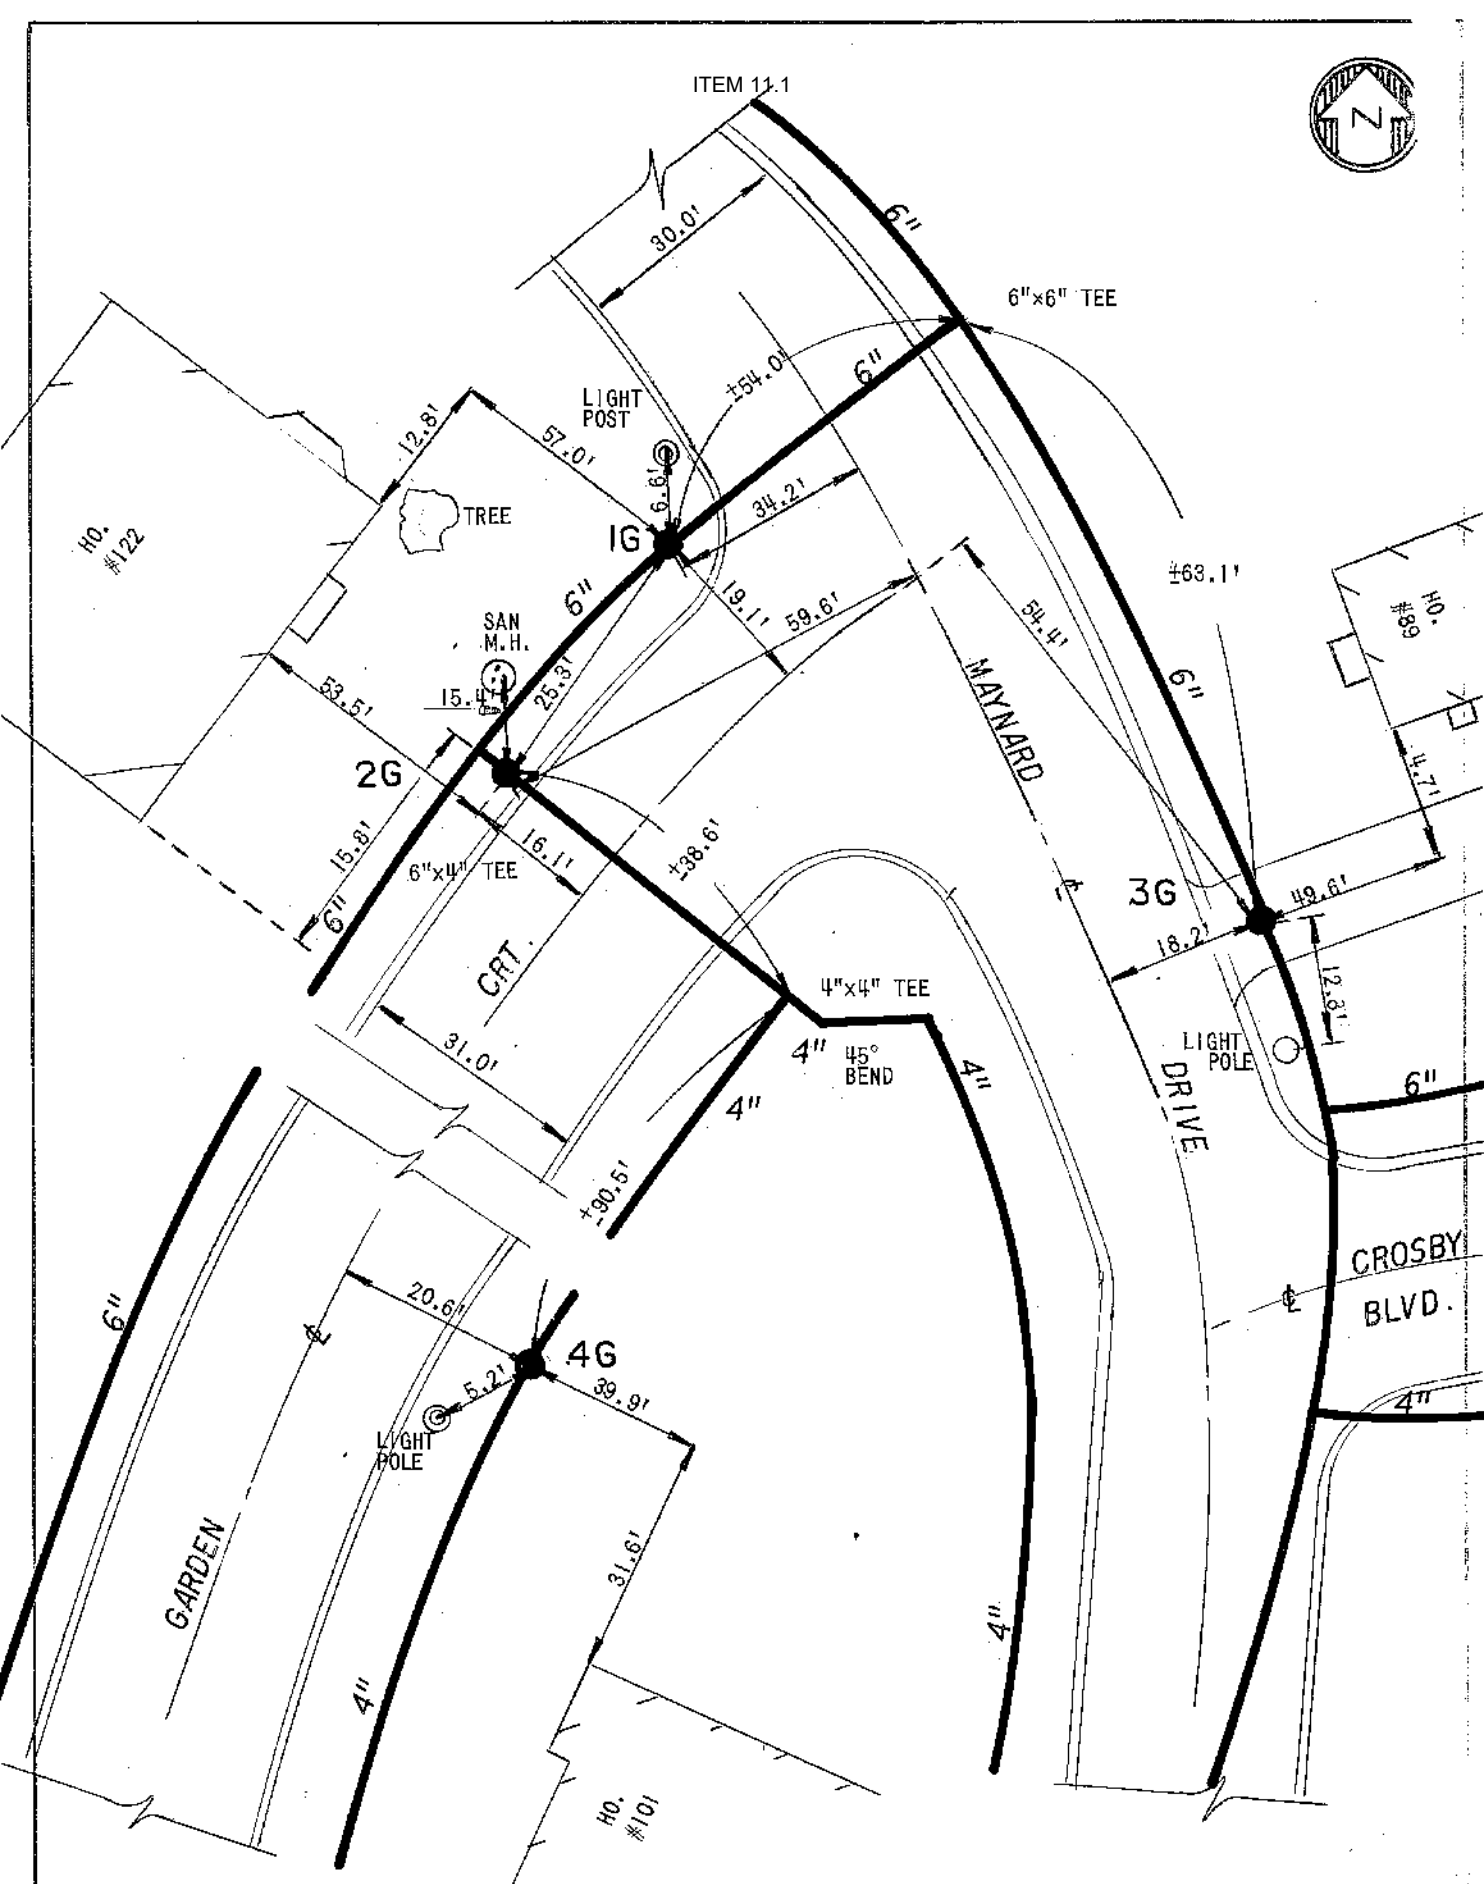 ITEM 11.1
N
6"
30.0'
6"x6" TEE
±54.0'
6"
LIGHT
POST
12.8'
57.0'
6.6'
34.2'
TREE
HO.
#122
1G
±63.1'
HO.
#89
6"
19.1'
59.6'
54.4'
SAN
M.H.
25.3'
53.5'
15.4'
MAYNARD
6"
2G
4.7'
15.8'
16.1'
±38.6'
6"x4" TEE
3G
49.6'
6"
18.2'
CRT.
4"x4" TEE
12.8'
31.0'
4"
45°
BEND
4"
LIGHT
POLE
DRIVE
6"
4"
±90.5'
CROSBY
BLVD.
20.6'
6"
4G
5.2'
39.9'
4"
LIGHT
POLE
31.6'
GARDEN
4"
4"
HO.
#101